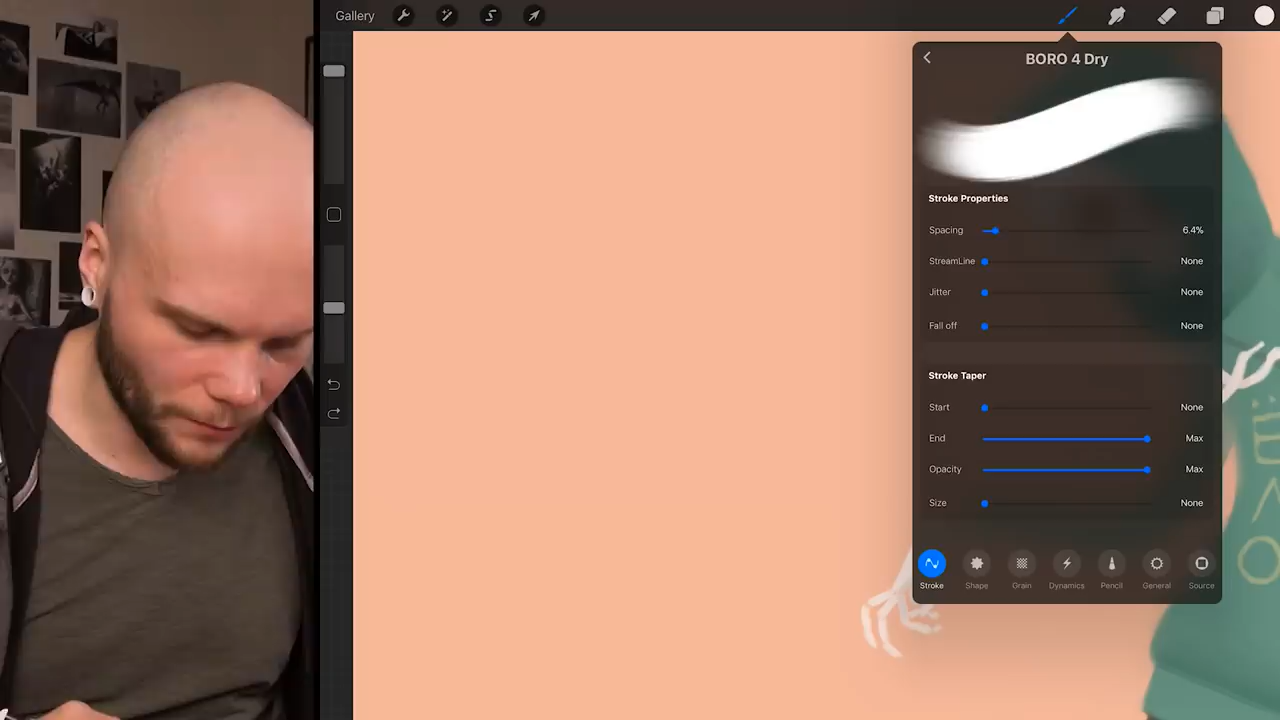 Gallery
BORO 4 Dry
Stroke Properties
Spacing 6.4%
StreamLine None
Jitter None
Fall off None
Stroke Taper
Start None
End Max
Opacity Max
Size None
Stroke Shape Grain Dynamics Pencil General Source